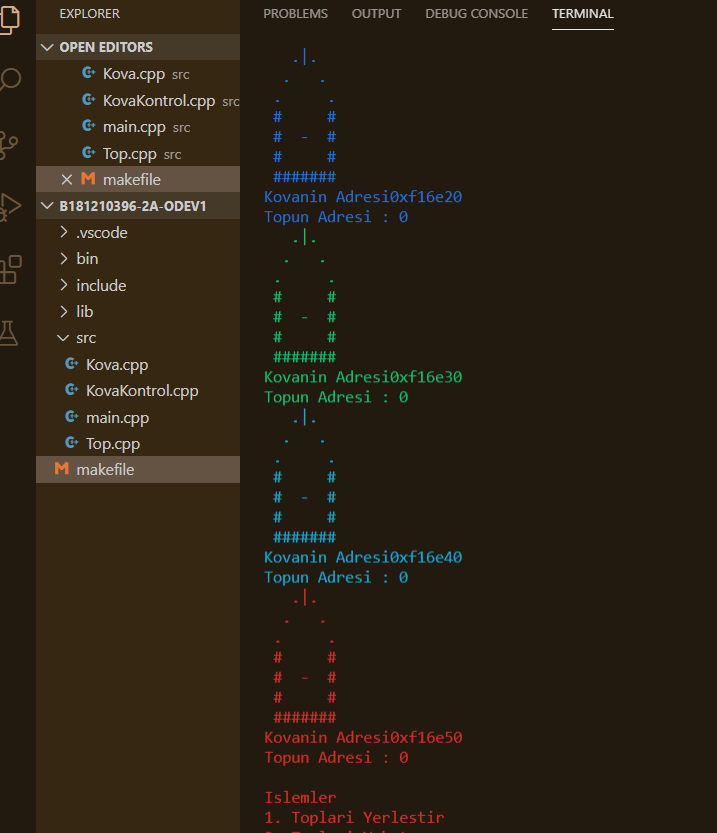 EXPLORER
OPEN EDITORS
Kova.cpp src
KovaKontrol.cpp src
main.cpp src
Top.cpp src
makefile
B181210396-2A-ODEV1
.vscode
bin
include
lib
src
Kova.cpp
KovaKontrol.cpp
main.cpp
Top.cpp
makefile
PROBLEMS OUTPUT DEBUG CONSOLE TERMINAL
   .|.
  .   .
 .     .
 #     #
 #  -  #
 #     #
 #######
Kovanin Adresi0xf16e20
Topun Adresi : 0
   .|.
  .   .
 .     .
 #     #
 #  -  #
 #     #
 #######
Kovanin Adresi0xf16e30
Topun Adresi : 0
   .|.
  .   .
 .     .
 #     #
 #  -  #
 #     #
 #######
Kovanin Adresi0xf16e40
Topun Adresi : 0
   .|.
  .   .
 .     .
 #     #
 #  -  #
 #     #
 #######
Kovanin Adresi0xf16e50
Topun Adresi : 0
Islemler
1. Toplari Yerlestir